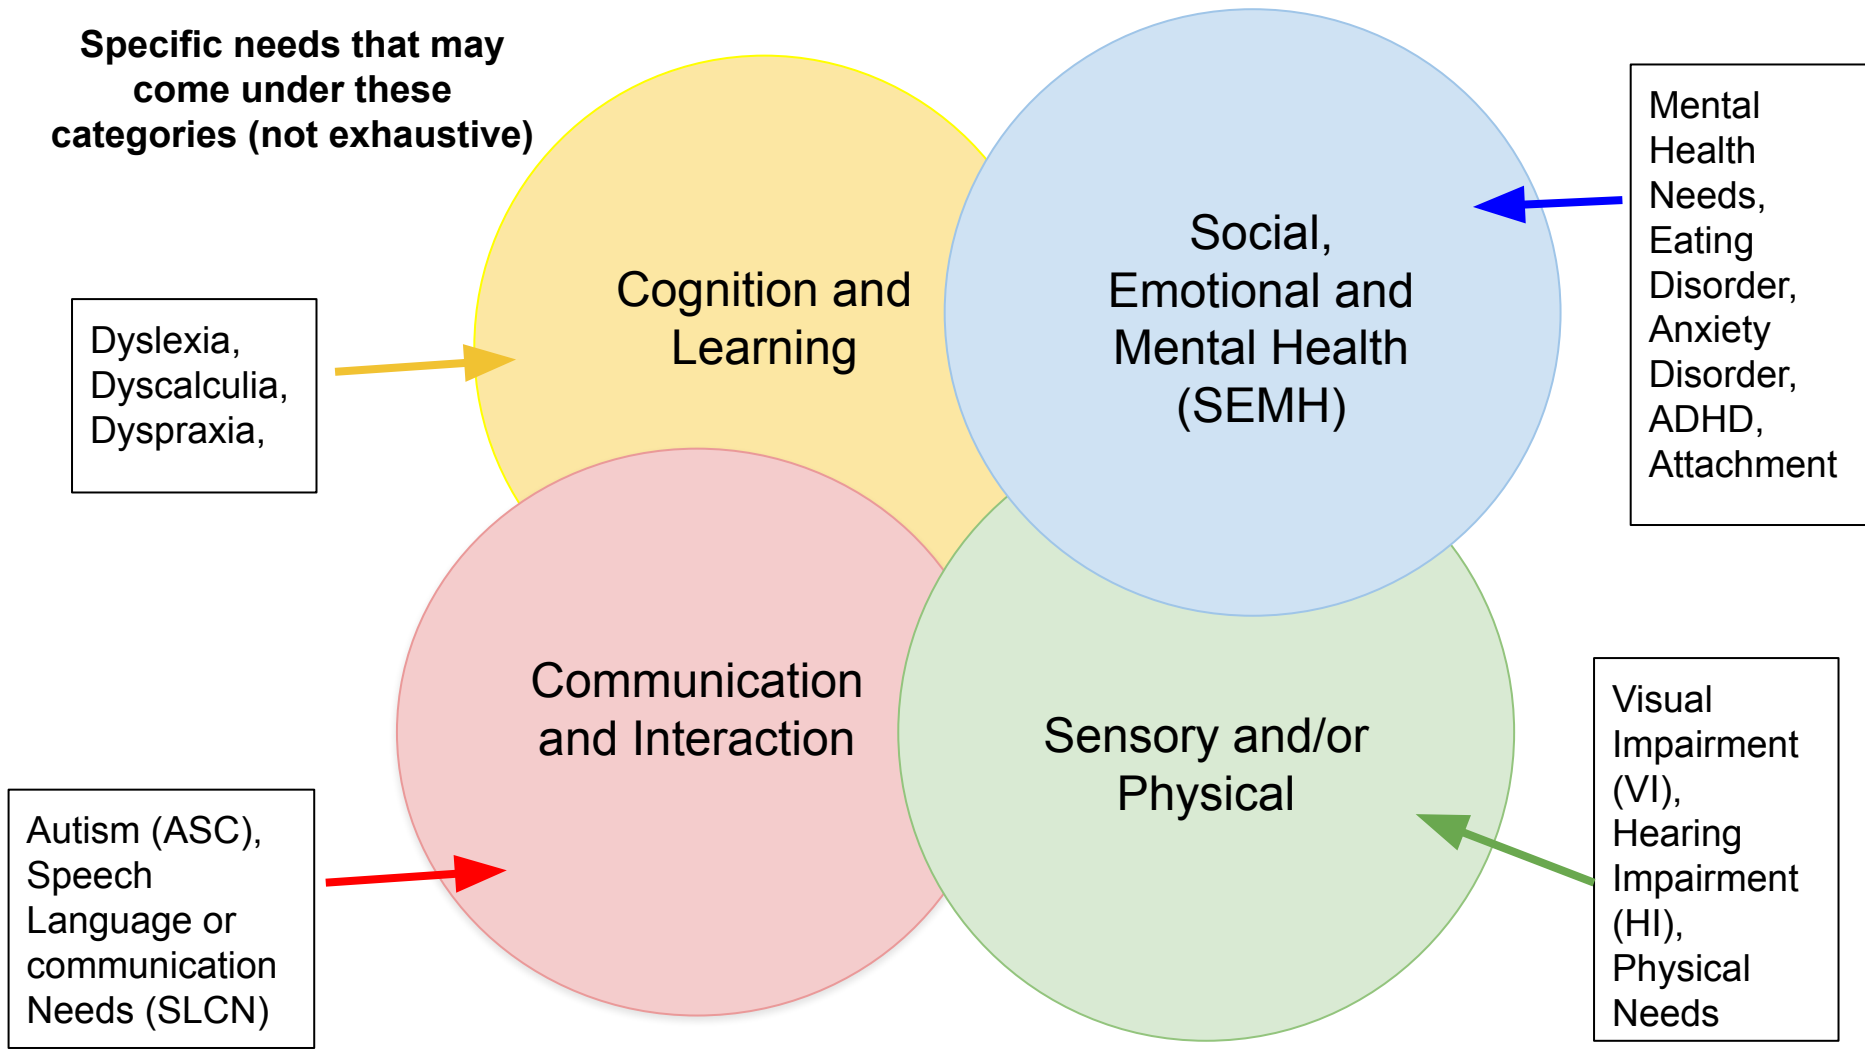 Specific needs that may
come under these
categories (not exhaustive)
Cognition and
Learning
Social,
Emotional and
Mental Health
(SEMH)
Mental
Health
Needs,
Eating
Disorder,
Anxiety
Disorder,
ADHD,
Attachment
Dyslexia,
Dyscalculia,
Dyspraxia,
Communication
and Interaction
Sensory and/or
Physical
Autism (ASC),
Speech
Language or
communication
Needs (SLCN)
Visual
Impairment
(VI),
Hearing
Impairment
(HI),
Physical
Needs